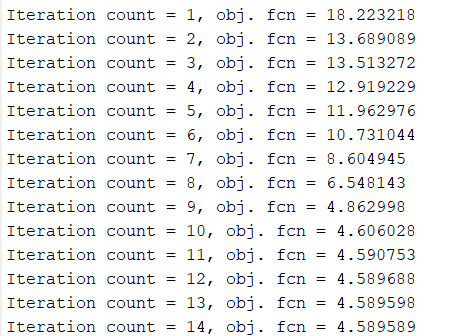 Iteration count = 1, obj. fcn = 18.223218
Iteration count = 2, obj. fcn = 13.689089
Iteration count = 3, obj. fcn = 13.513272
Iteration count = 4, obj. fcn = 12.919229
Iteration count = 5, obj. fcn = 11.962976
Iteration count = 6, obj. fcn = 10.731044
Iteration count = 7, obj. fcn = 8.604945
Iteration count = 8, obj. fcn = 6.548143
Iteration count = 9, obj. fcn = 4.862998
Iteration count = 10, obj. fcn = 4.606028
Iteration count = 11, obj. fcn = 4.590753
Iteration count = 12, obj. fcn = 4.589688
Iteration count = 13, obj. fcn = 4.589598
Iteration count = 14, obj. fcn = 4.589589